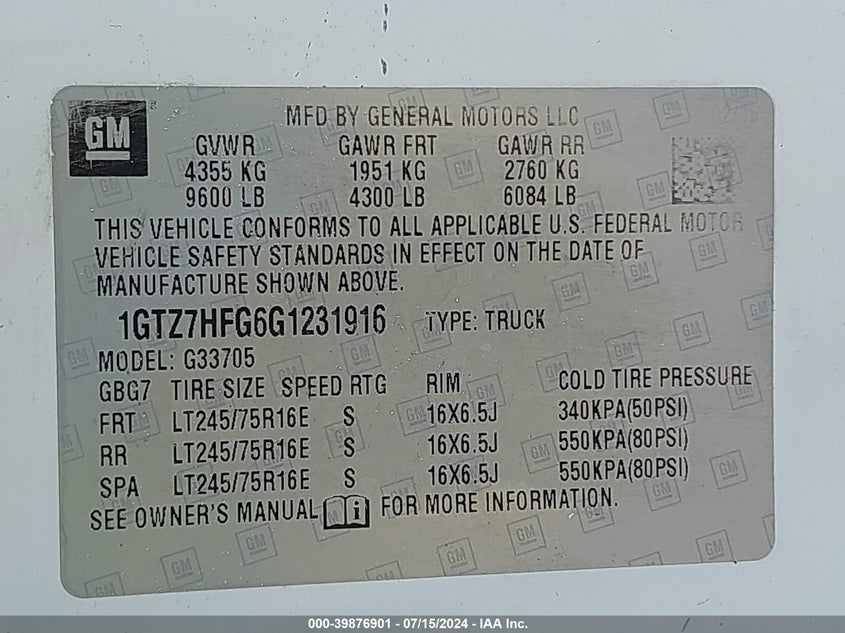 GM
MFD BY GENERAL MOTORS LLC
GVWR GAWR FRT GAWR RR
4355 KG 1951 KG 2760 KG
9600 LB 4300 LB 6084 LB
THIS VEHICLE CONFORMS TO ALL APPLICABLE U.S. FEDERAL MOTOR
VEHICLE SAFETY STANDARDS IN EFFECT ON THE DATE OF
MANUFACTURE SHOWN ABOVE.
1GTZ7HFG6G1231916 TYPE: TRUCK
MODEL: G33705
GBG7 TIRE SIZE SPEED RTG RIM COLD TIRE PRESSURE
FRT LT245/75R16E S 16X6.5J 340KPA(50PSI)
RR LT245/75R16E S 16X6.5J 550KPA(80PSI)
SPA LT245/75R16E S 16X6.5J 550KPA(80PSI)
SEE OWNER'S MANUAL i FOR MORE INFORMATION.
000-39876901 - 07/15/2024 - IAA Inc.